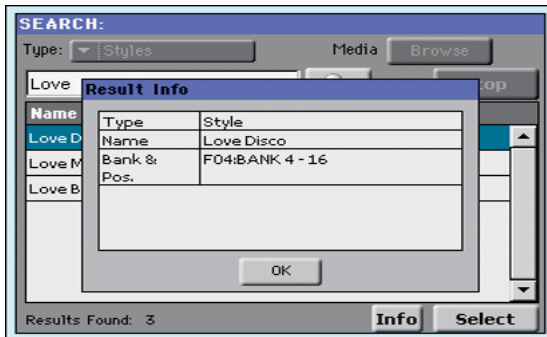 SEARCH:
Type: Styles Media Browse
Love op
Result Info
Name
Type Style
Love D
Name Love Disco
Love M
Bank & F04:BANK 4 - 16
Pos.
Love B
OK
Results Found: 3 Info Select